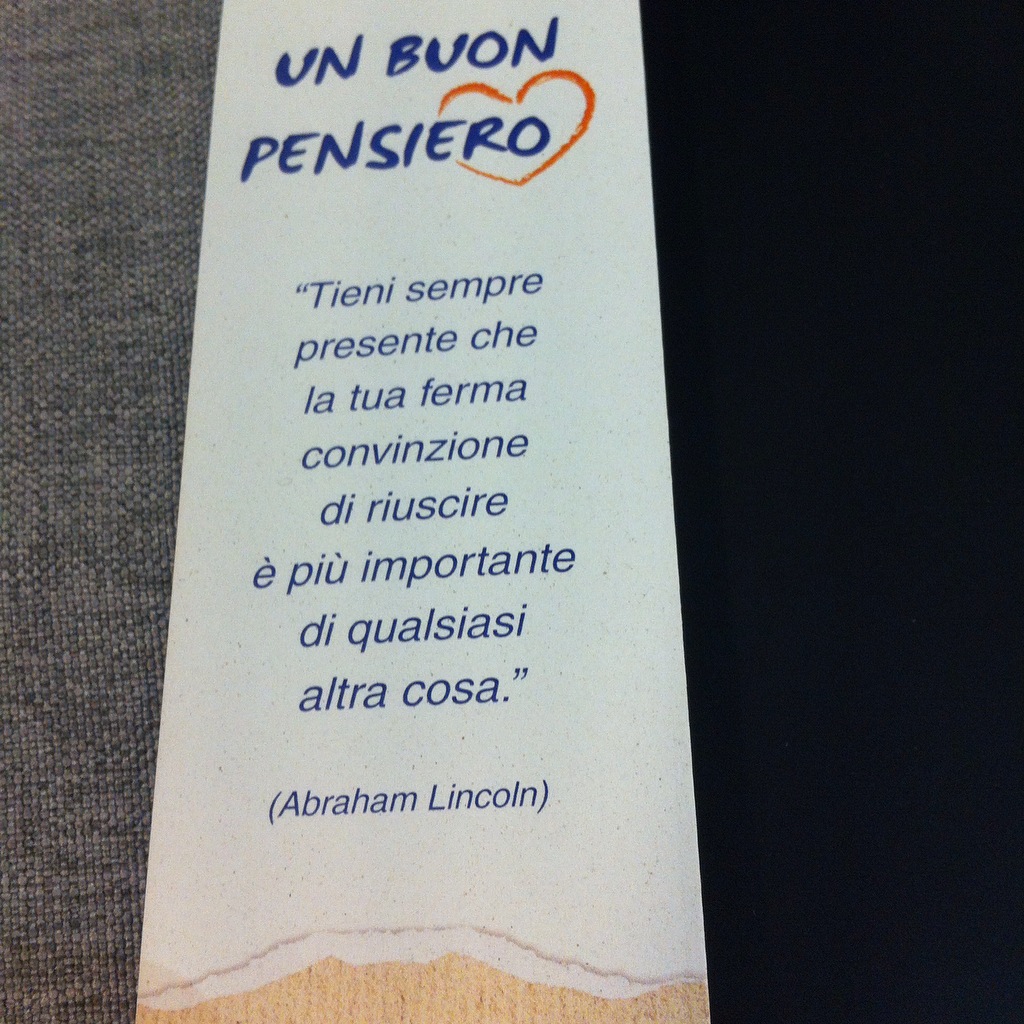 UN BUON
PENSIERO
“Tieni sempre
presente che
la tua ferma
convinzione
di riuscire
è più importante
di qualsiasi
altra cosa.”
(Abraham Lincoln)